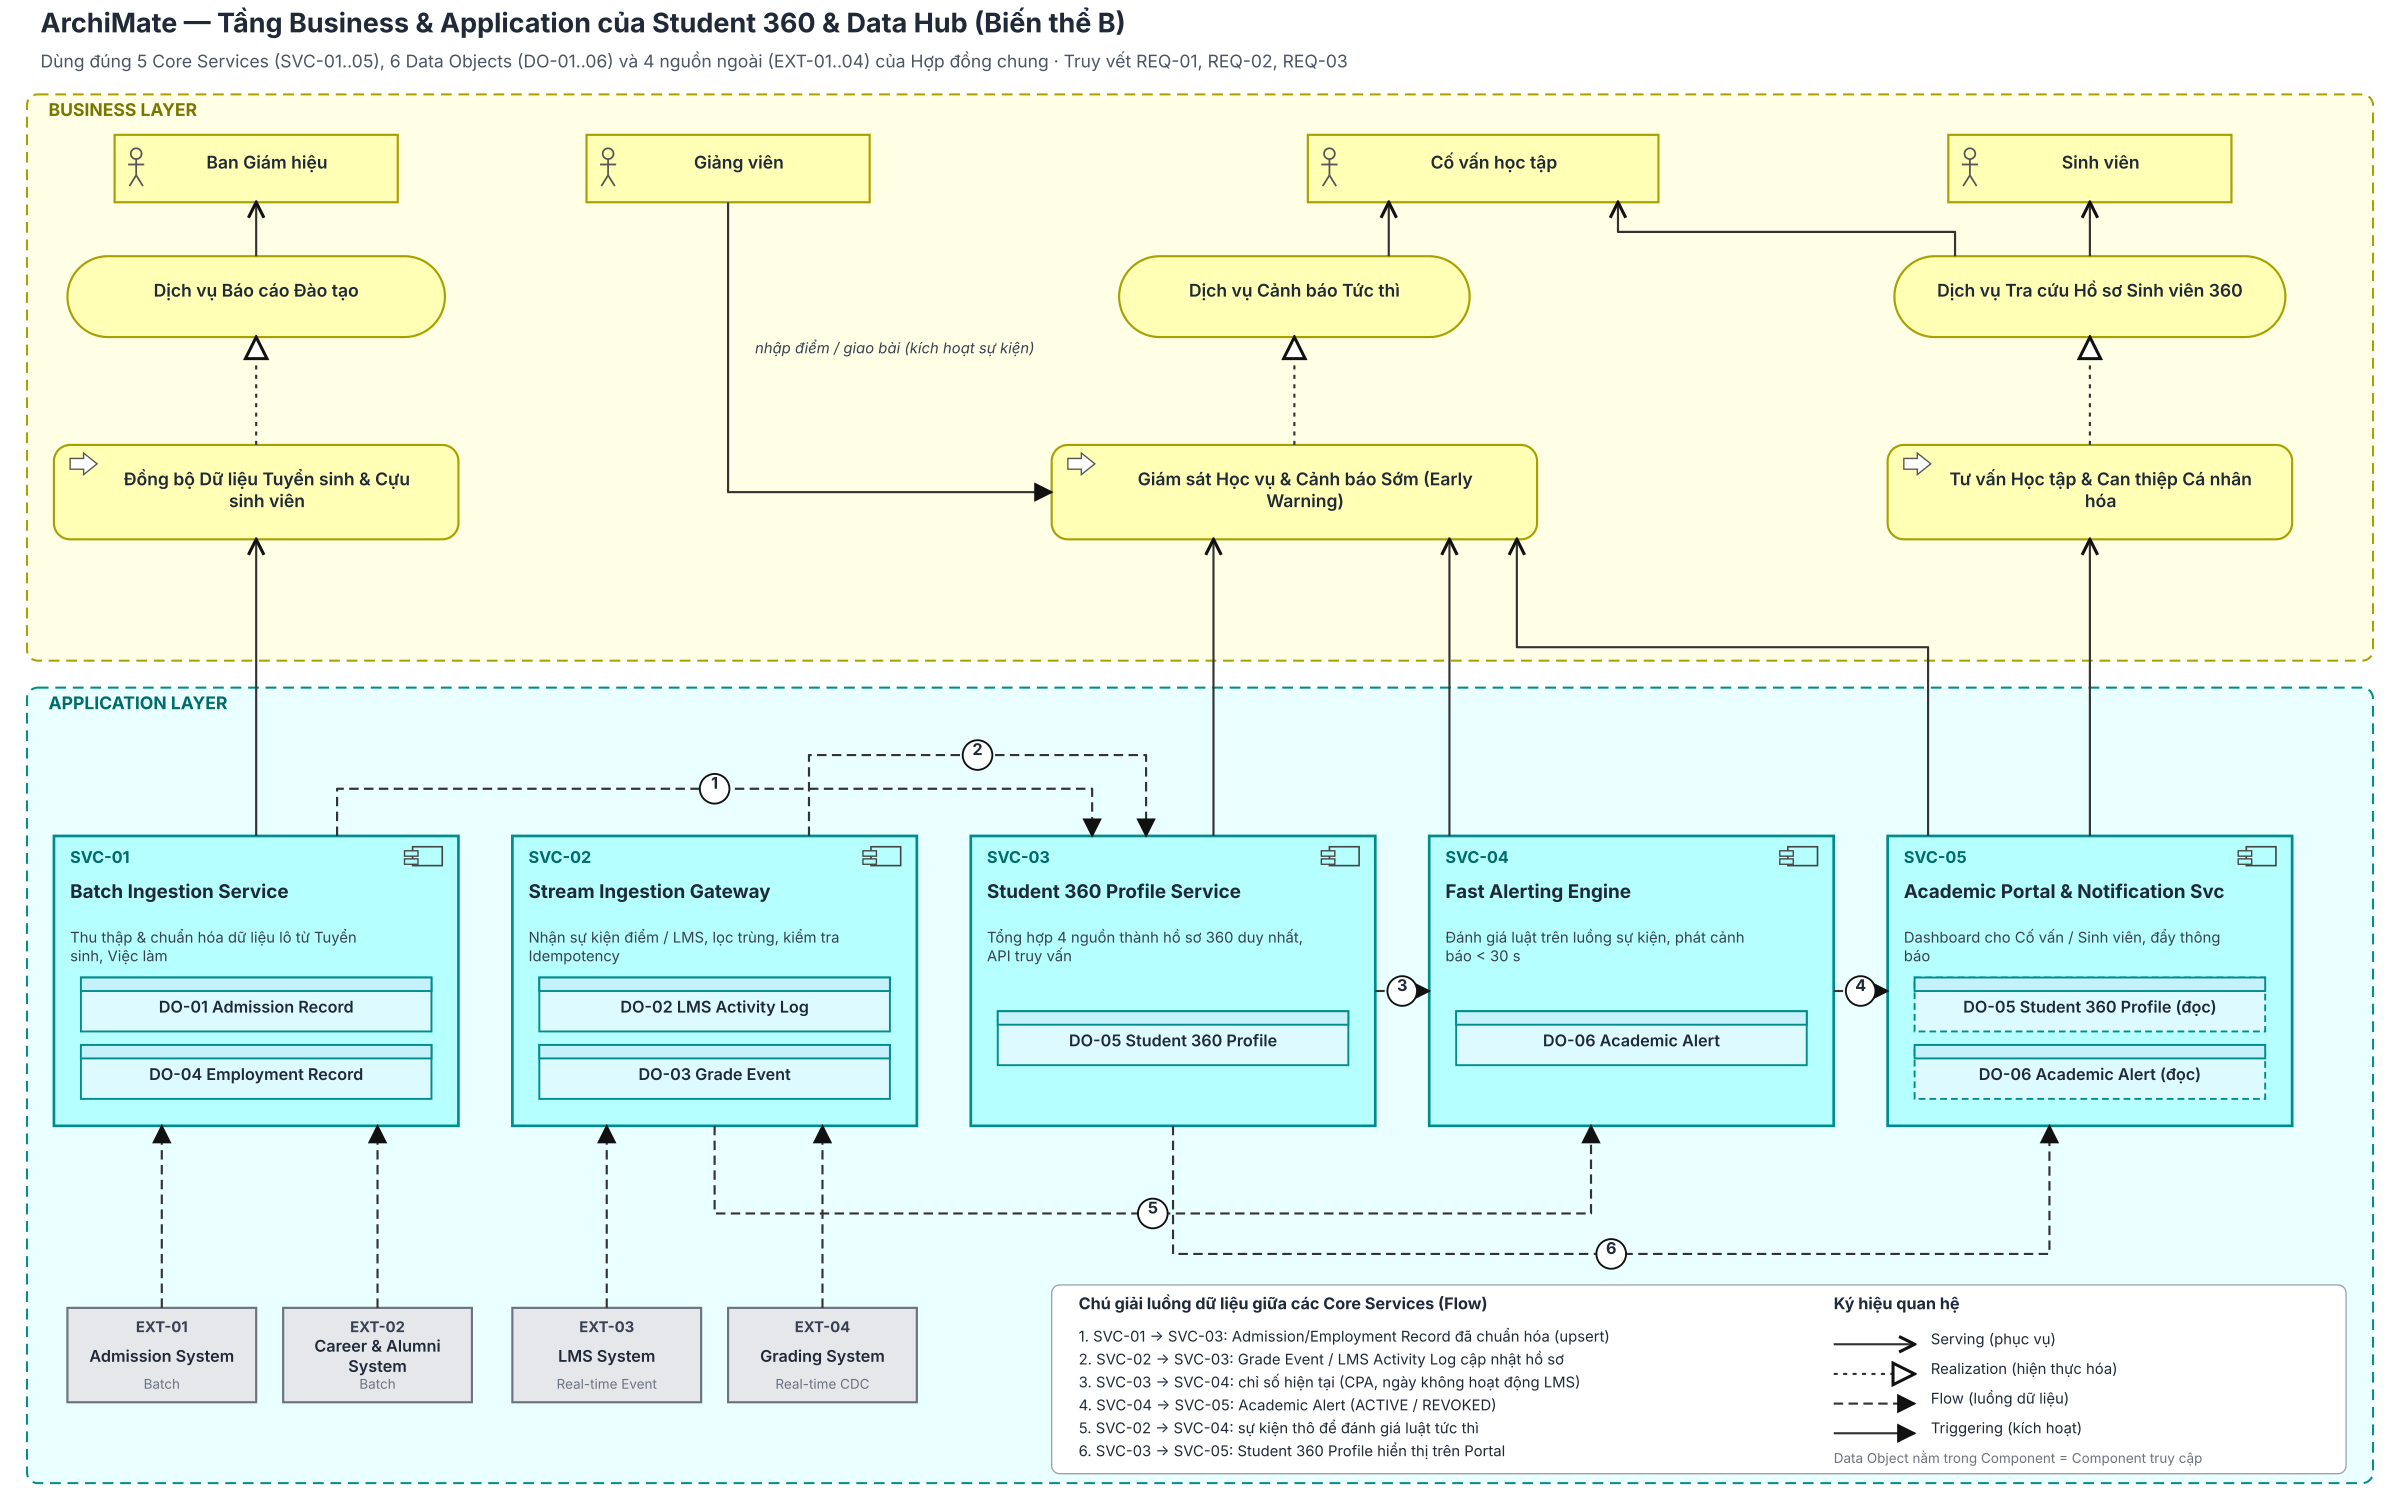 ArchiMate — Tầng Business & Application của Student 360 & Data Hub (Biến thể B)
Dùng đúng 5 Core Services (SVC-01..05), 6 Data Objects (DO-01..06) và 4 nguồn ngoài (EXT-01..04) của Hợp đồng chung · Truy vết REQ-01, REQ-02, REQ-03
BUSINESS LAYER
Ban Giám hiệu
Giảng viên
Cố vấn học tập
Sinh viên
Dịch vụ Báo cáo Đào tạo
Dịch vụ Cảnh báo Tức thì
Dịch vụ Tra cứu Hồ sơ Sinh viên 360
nhập điểm / giao bài (kích hoạt sự kiện)
Đồng bộ Dữ liệu Tuyển sinh & Cựu
sinh viên
Giám sát Học vụ & Cảnh báo Sớm (Early
Warning)
Tư vấn Học tập & Can thiệp Cá nhân
hóa
APPLICATION LAYER
2
1
SVC-01
Batch Ingestion Service
Thu thập & chuẩn hóa dữ liệu lô từ Tuyển
sinh, Việc làm
DO-01 Admission Record
DO-04 Employment Record
SVC-02
Stream Ingestion Gateway
Nhận sự kiện điểm / LMS, lọc trùng, kiểm tra
Idempotency
DO-02 LMS Activity Log
DO-03 Grade Event
SVC-03
Student 360 Profile Service
Tổng hợp 4 nguồn thành hồ sơ 360 duy nhất,
API truy vấn
DO-05 Student 360 Profile
3
SVC-04
Fast Alerting Engine
Đánh giá luật trên luồng sự kiện, phát cảnh
báo < 30 s
DO-06 Academic Alert
4
SVC-05
Academic Portal & Notification Svc
Dashboard cho Cố vấn / Sinh viên, đẩy thông
báo
DO-05 Student 360 Profile (đọc)
DO-06 Academic Alert (đọc)
5
6
EXT-01
Admission System
Batch
EXT-02
Career & Alumni
System
Batch
EXT-03
LMS System
Real-time Event
EXT-04
Grading System
Real-time CDC
Chú giải luồng dữ liệu giữa các Core Services (Flow)
1. SVC-01 → SVC-03: Admission/Employment Record đã chuẩn hóa (upsert)
2. SVC-02 → SVC-03: Grade Event / LMS Activity Log cập nhật hồ sơ
3. SVC-03 → SVC-04: chỉ số hiện tại (CPA, ngày không hoạt động LMS)
4. SVC-04 → SVC-05: Academic Alert (ACTIVE / REVOKED)
5. SVC-02 → SVC-04: sự kiện thô để đánh giá luật tức thì
6. SVC-03 → SVC-05: Student 360 Profile hiển thị trên Portal
Ký hiệu quan hệ
Serving (phục vụ)
Realization (hiện thực hóa)
Flow (luồng dữ liệu)
Triggering (kích hoạt)
Data Object nằm trong Component = Component truy cập